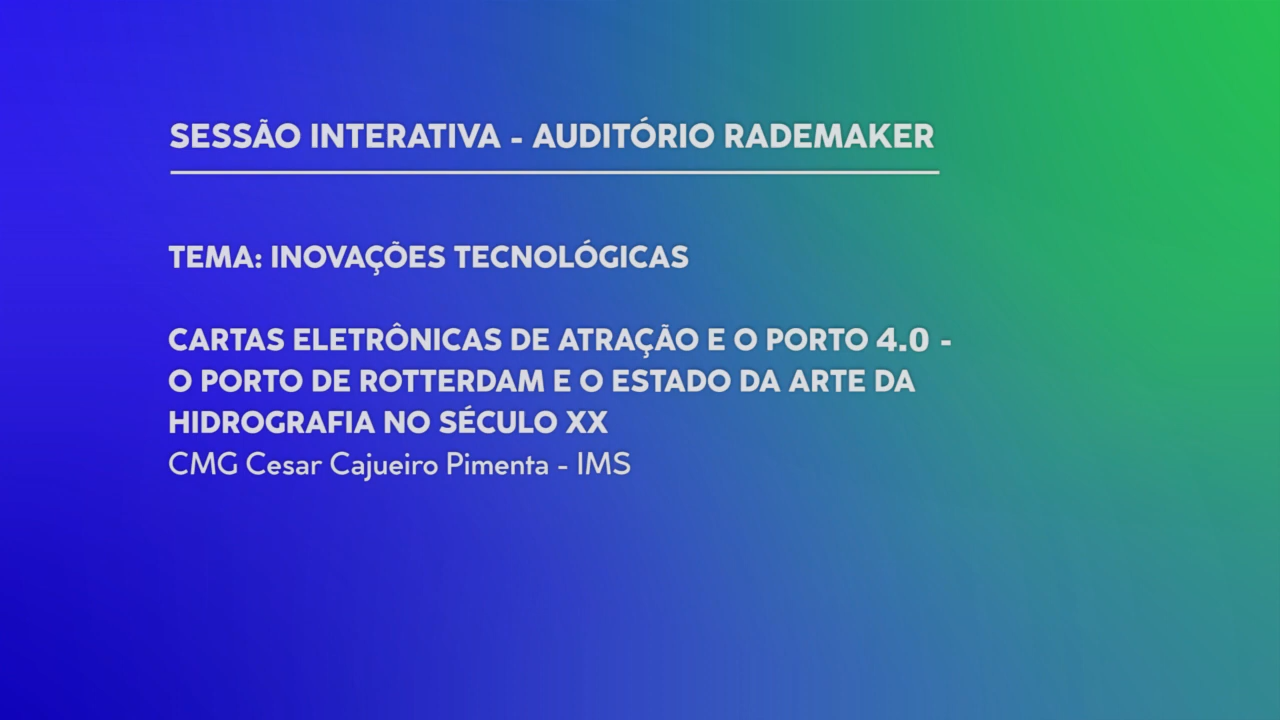 SESSÃO INTERATIVA - AUDITÓRIO RADEMAKER
TEMA: INOVAÇÕES TECNOLÓGICAS
CARTAS ELETRÔNICAS DE ATRAÇÃO E O PORTO 4.0 -
O PORTO DE ROTTERDAM E O ESTADO DA ARTE DA
HIDROGRAFIA NO SÉCULO XX
CMG Cesar Cajueiro Pimenta - IMS